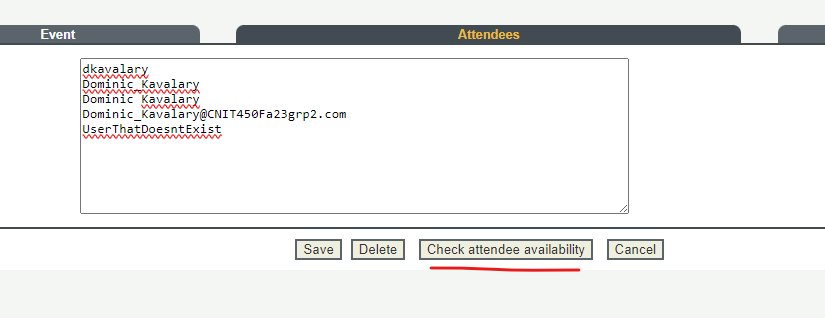 Event
Attendees
dkavalary
Dominic_Kavalary
Dominic Kavalary
Dominic_Kavalary@CNIT450Fa23grp2.com
UserThatDoesntExist
Save Delete Check attendee availability Cancel